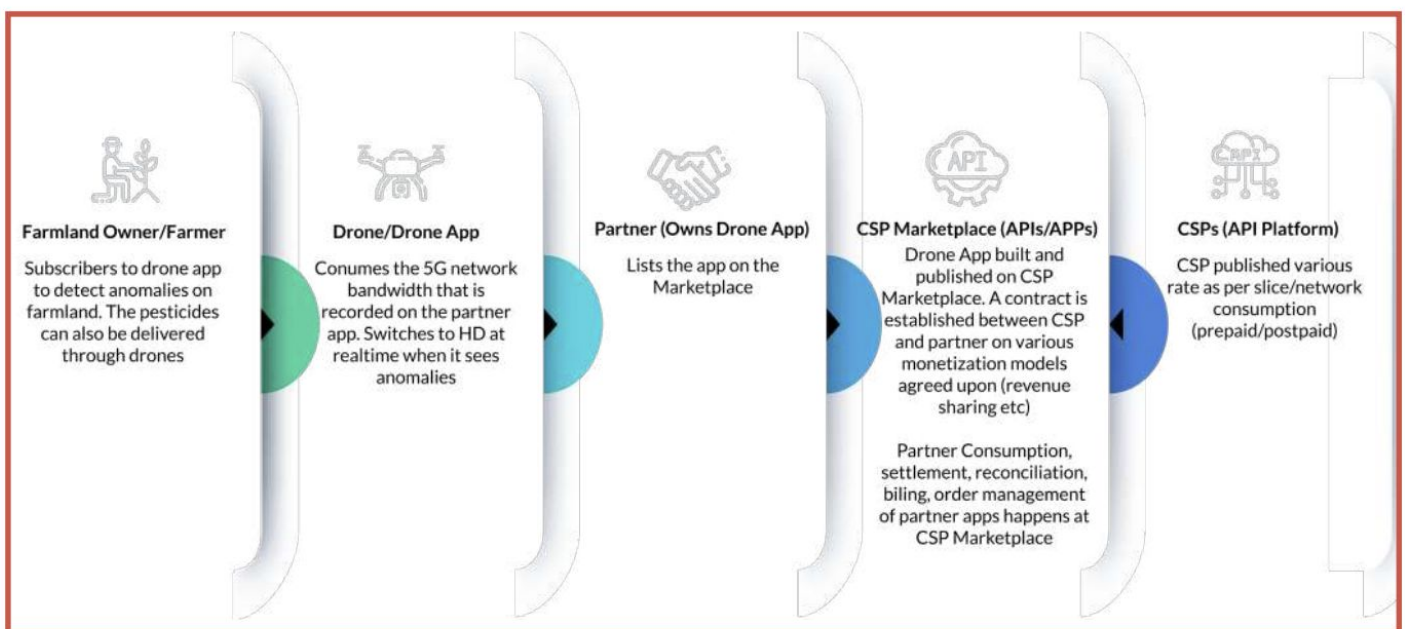 Farmland Owner/Farmer
Subscribers to drone app
to detect anomalies on
farmland. The pesticides
can also be delivered
through drones
Drone/Drone App
Conumes the 5G network
bandwidth that is
recorded on the partner
app. Switches to HD at
realtime when it sees
anomalies
Partner (Owns Drone App)
Lists the app on the
Marketplace
API
CSP Marketplace (APIs/APPs)
Drone App built and
published on CSP
Marketplace. A contract is
established between CSP
and partner on various
monetization models
agreed upon (revenue
sharing etc)
Partner Consumption,
settlement, reconciliation,
biling, order management
of partner apps happens at
CSP Marketplace
API
CSPs (API Platform)
CSP published various
rate as per slice/network
consumption
(prepaid/postpaid)